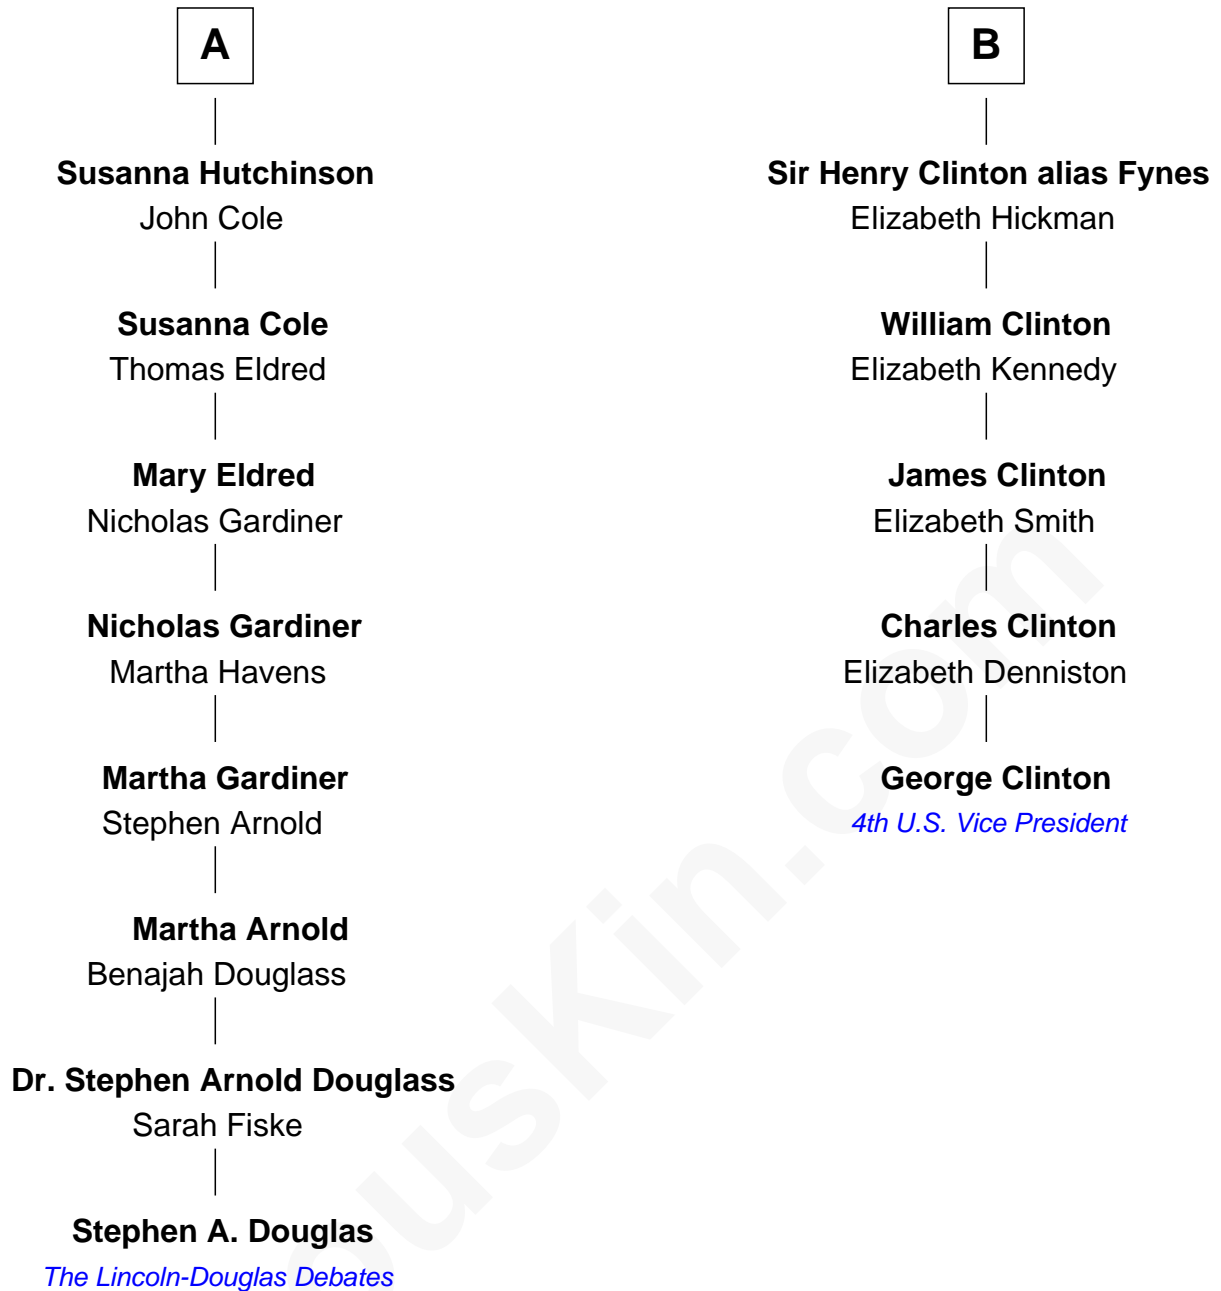 A
Susanna Hutchinson
John Cole
Susanna Cole
Thomas Eldred
Mary Eldred
Nicholas Gardiner
Nicholas Gardiner
Martha Havens
Martha Gardiner
Stephen Arnold
Martha Arnold
Benajah Douglass
Dr. Stephen Arnold Douglass
Sarah Fiske
Stephen A. Douglas
The Lincoln-Douglas Debates
B
Sir Henry Clinton alias Fynes
Elizabeth Hickman
William Clinton
Elizabeth Kennedy
James Clinton
Elizabeth Smith
Charles Clinton
Elizabeth Denniston
George Clinton
4th U.S. Vice President
ousKin.com